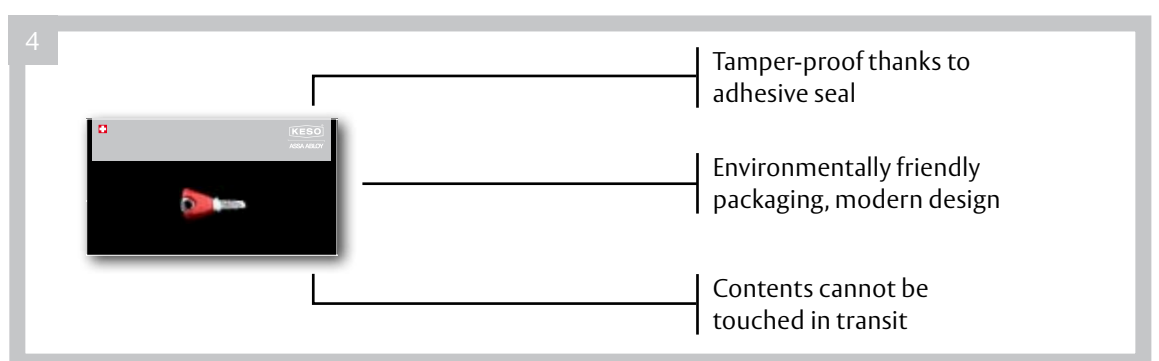 4
Tamper-proof thanks to
adhesive seal
KESO
ASSA ABLOY
Environmentally friendly
packaging, modern design
Contents cannot be
touched in transit